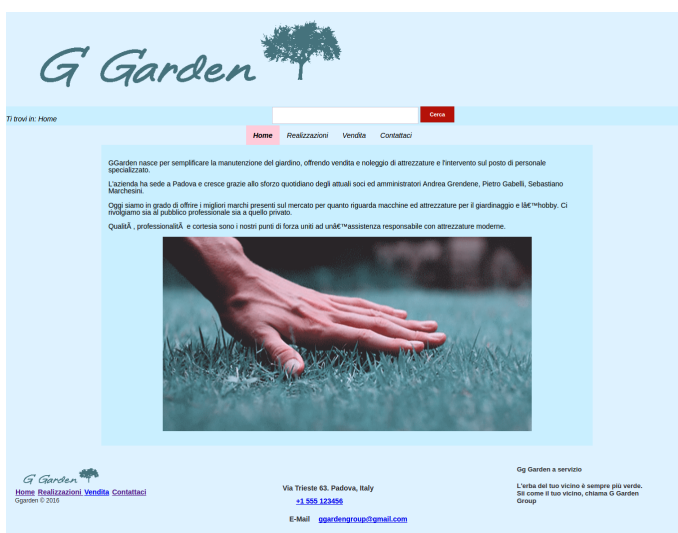 G Garden
Ti trovi in: Home
Cerca
Home Realizzazioni Vendita Contattaci
GGarden nasce per semplificare la manutenzione del giardino, offrendo vendita e noleggio di attrezzature e l'intervento sul posto di personale
specializzato.
L'azienda ha sede a Padova e cresce grazie allo sforzo quotidiano degli attuali soci ed amministratori Andrea Grendene, Pietro Gabelli, Sebastiano
Marchesini.
Oggi siamo in grado di offrire i migliori marchi presenti sul mercato per quanto riguarda macchine ed attrezzature per il giardinaggio e lâ€™hobby. Ci
rivolgiamo sia al pubblico professionale sia a quello privato.
QualitÃ , professionalitÃ  e cortesia sono i nostri punti di forza uniti ad unâ€™assistenza responsabile con attrezzature moderne.
G Garden
Home Realizzazioni Vendita Contattaci
Ggarden © 2016
Via Trieste 63. Padova, Italy
+1 555 123456
E-Mail ggardengroup@gmail.com
Gg Garden a servizio
L'erba del tuo vicino è sempre più verde.
Sii come il tuo vicino, chiama G Garden
Group